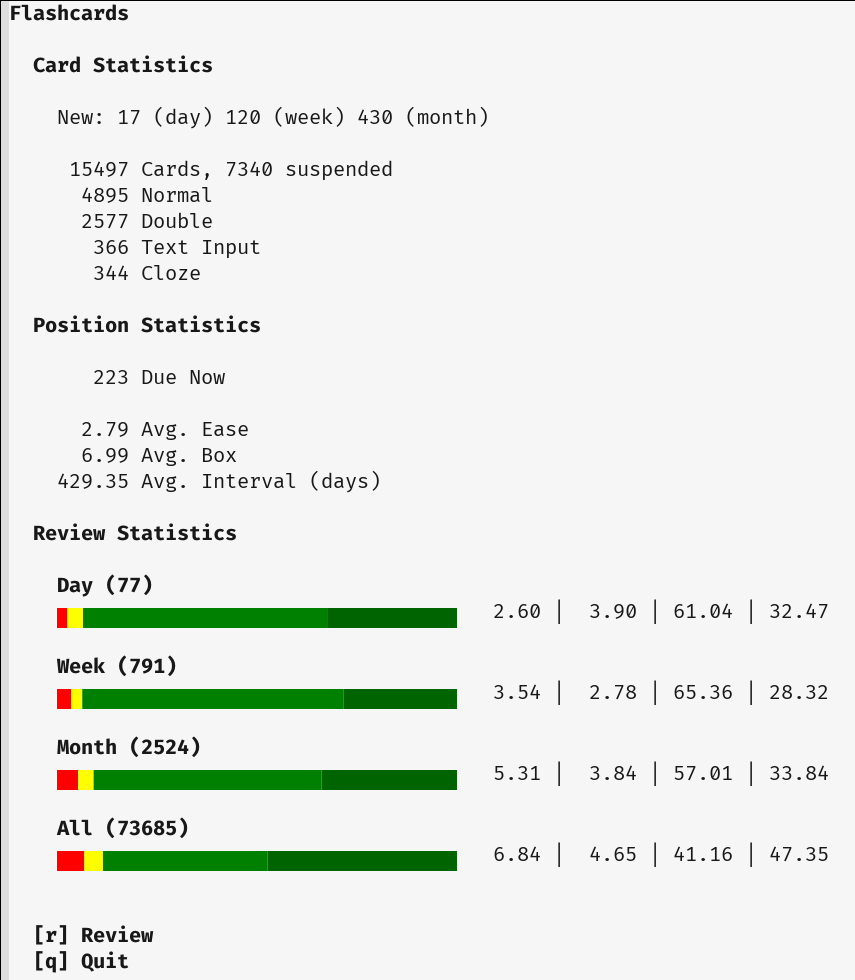 Flashcards
Card Statistics
New: 17 (day) 120 (week) 430 (month)
15497 Cards, 7340 suspended
4895 Normal
2577 Double
366 Text Input
344 Cloze
Position Statistics
223 Due Now
2.79 Avg. Ease
6.99 Avg. Box
429.35 Avg. Interval (days)
Review Statistics
Day (77)
2.60 | 3.90 | 61.04 | 32.47
Week (791)
3.54 | 2.78 | 65.36 | 28.32
Month (2524)
5.31 | 3.84 | 57.01 | 33.84
All (73685)
6.84 | 4.65 | 41.16 | 47.35
[r] Review
[q] Quit